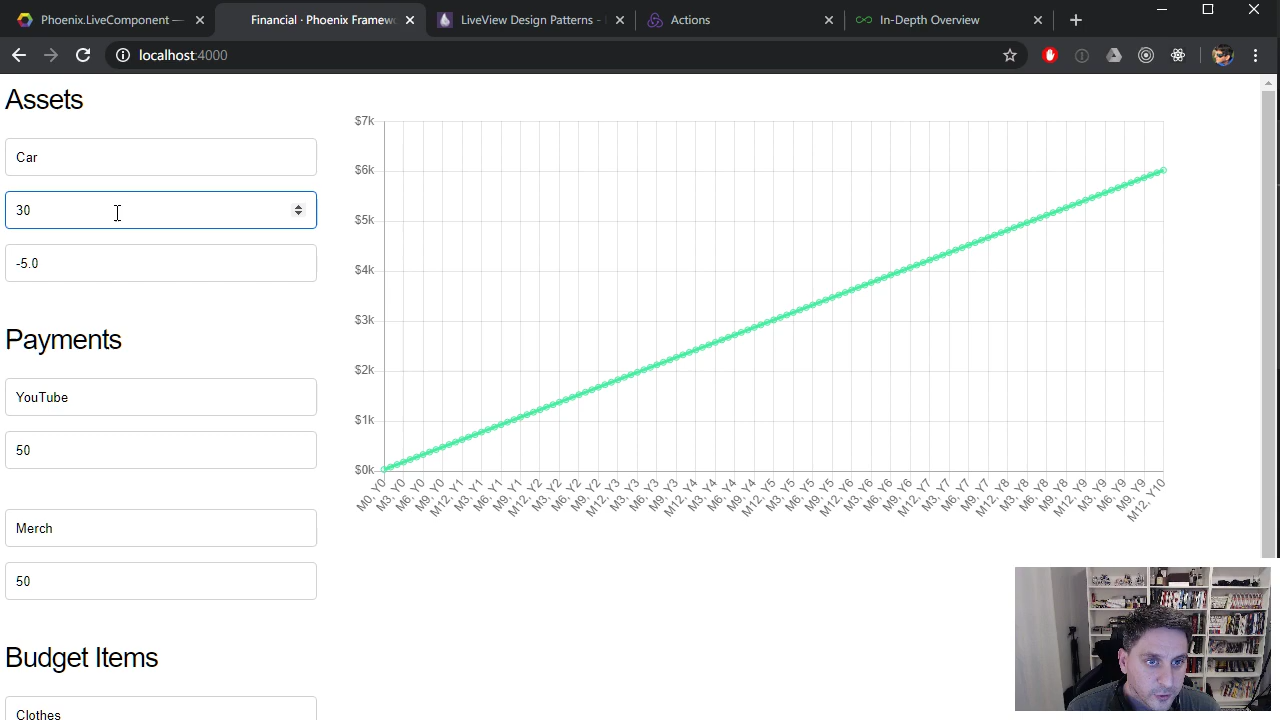 Phoenix.LiveComponent —
Financial · Phoenix Framewo
LiveView Design Patterns -
Actions
In-Depth Overview
localhost:4000
Assets
Car
30
-5.0
Payments
YouTube
50
Merch
50
Budget Items
Clothes
$7k
$6k
$5k
$4k
$3k
$2k
$1k
$0k
M0, Y0
M3, Y0
M6, Y0
M9, Y0
M12, Y1
M3, Y1
M6, Y1
M9, Y1
M12, Y2
M3, Y2
M6, Y2
M9, Y2
M12, Y3
M3, Y3
M6, Y3
M9, Y3
M12, Y4
M3, Y4
M6, Y4
M9, Y4
M12, Y5
M3, Y5
M6, Y5
M9, Y5
M12, Y6
M3, Y6
M6, Y6
M9, Y6
M12, Y7
M3, Y7
M6, Y7
M9, Y7
M12, Y8
M3, Y8
M6, Y8
M9, Y8
M12, Y9
M3, Y9
M6, Y9
M9, Y9
M12, Y10